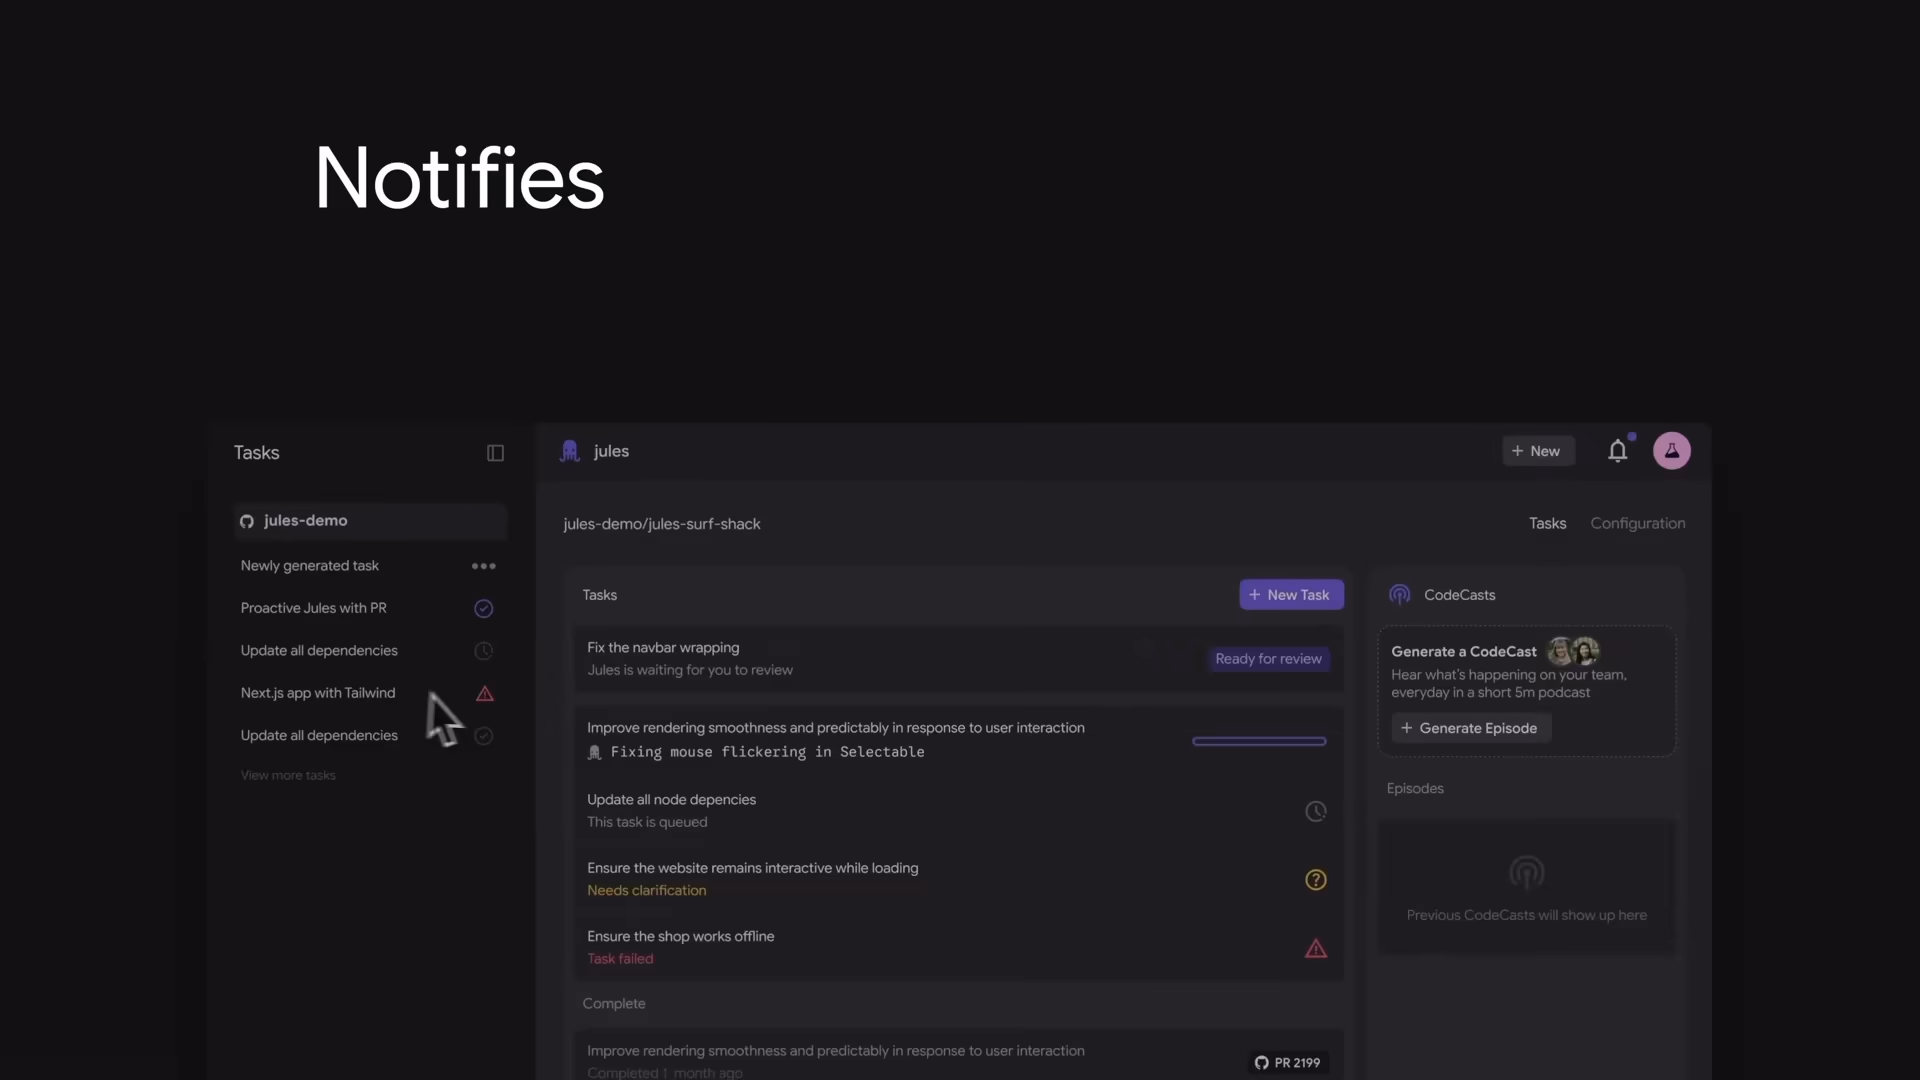 Notifies
Tasks
jules-demo
Newly generated task
Proactive Jules with PR
Update all dependencies
Next.js app with Tailwind
Update all dependencies
View more tasks
jules
+ New
jules-demo/jules-surf-shack
Tasks
Configuration
Tasks
+ New Task
Fix the navbar wrapping
Jules is waiting for you to review
Ready for review
Improve rendering smoothness and predictably in response to user interaction
Fixing mouse flickering in Selectable
Update all node depencies
This task is queued
Ensure the website remains interactive while loading
Needs clarification
Ensure the shop works offline
Task failed
Complete
Improve rendering smoothness and predictably in response to user interaction
Completed 1 month ago
PR 2199
CodeCasts
Generate a CodeCast
Hear what's happening on your team,
everyday in a short 5m podcast
+ Generate Episode
Episodes
Previous CodeCasts will show up here